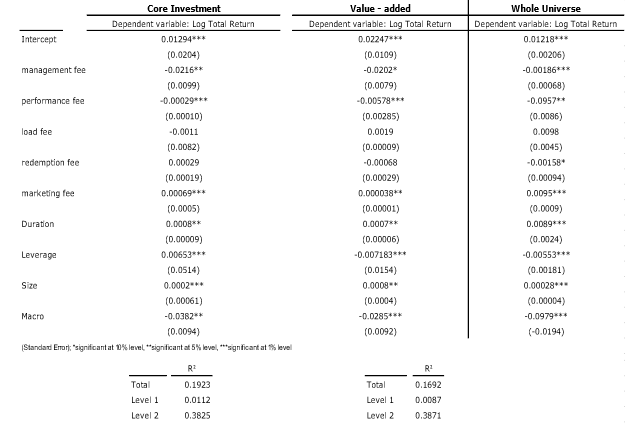 Core Investment Value - added Whole Universe
Dependent variable: Log Total Return Dependent variable: Log Total Return Dependent variable: Log Total Return
Intercept 0.01294*** 0.02247*** 0.01218***
(0.0204) (0.0109) (0.00206)
management fee -0.0216** -0.0202* -0.00186***
(0.0099) (0.0079) (0.00068)
performance fee -0.00029*** -0.00578*** -0.0957**
(0.00010) (0.00285) (0.0086)
load fee -0.0011 0.0019 0.0098
(0.0082) (0.00009) (0.0045)
redemption fee 0.00029 -0.00068 -0.00158*
(0.00019) (0.00029) (0.00094)
marketing fee 0.00069*** 0.000038** 0.0095***
(0.0005) (0.00001) (0.0009)
Duration 0.0008** 0.0007** 0.0089***
(0.00009) (0.00006) (0.0024)
Leverage 0.00653*** -0.007183*** -0.00553***
(0.0514) (0.0154) (0.00181)
Size 0.0002*** 0.0008** 0.00028***
(0.00061) (0.0004) (0.00004)
Macro -0.0382** -0.0285*** -0.0979***
(0.0094) (0.0092) (-0.0194)
(Standard Error); *significant at 10% level, **significant at 5% level, ***significant at 1% level
R² R²
Total 0.1923 Total 0.1692
Level 1 0.0112 Level 1 0.0087
Level 2 0.3825 Level 2 0.3871